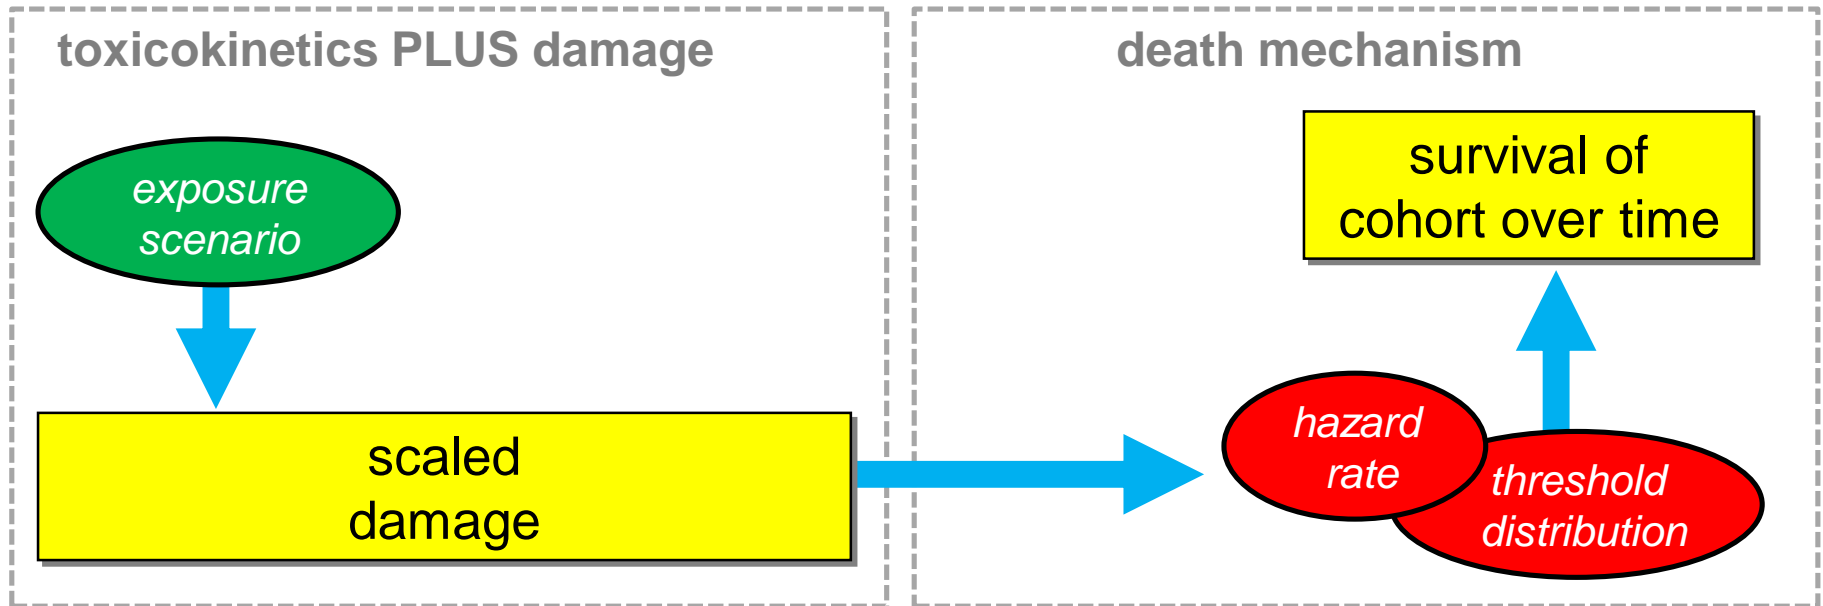 toxicokinetics PLUS damage
exposure
scenario
scaled
damage
death mechanism
survival of
cohort over time
hazard
rate
threshold
distribution